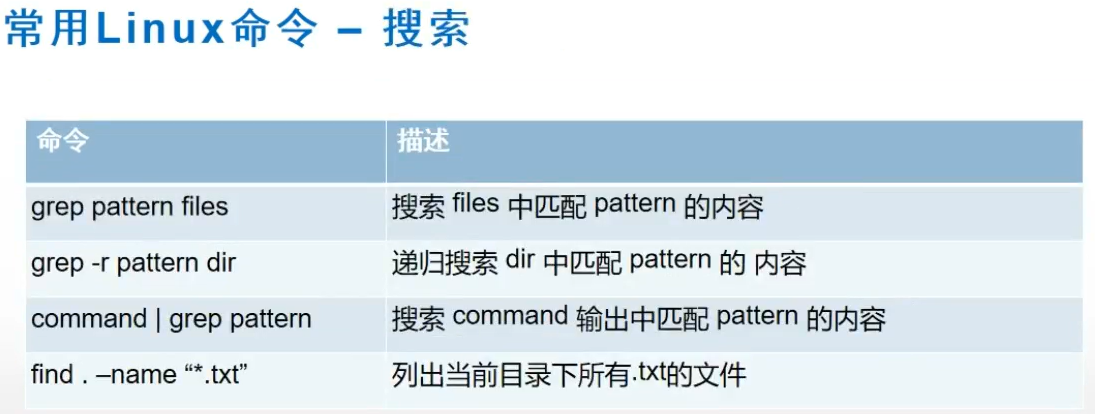 常用Linux命令 – 搜索
命令 描述
grep pattern files 搜索 files 中匹配 pattern 的内容
grep -r pattern dir 递归搜索 dir 中匹配 pattern 的 内容
command | grep pattern 搜索 command 输出中匹配 pattern 的内容
find . –name “*.txt” 列出当前目录下所有.txt的文件